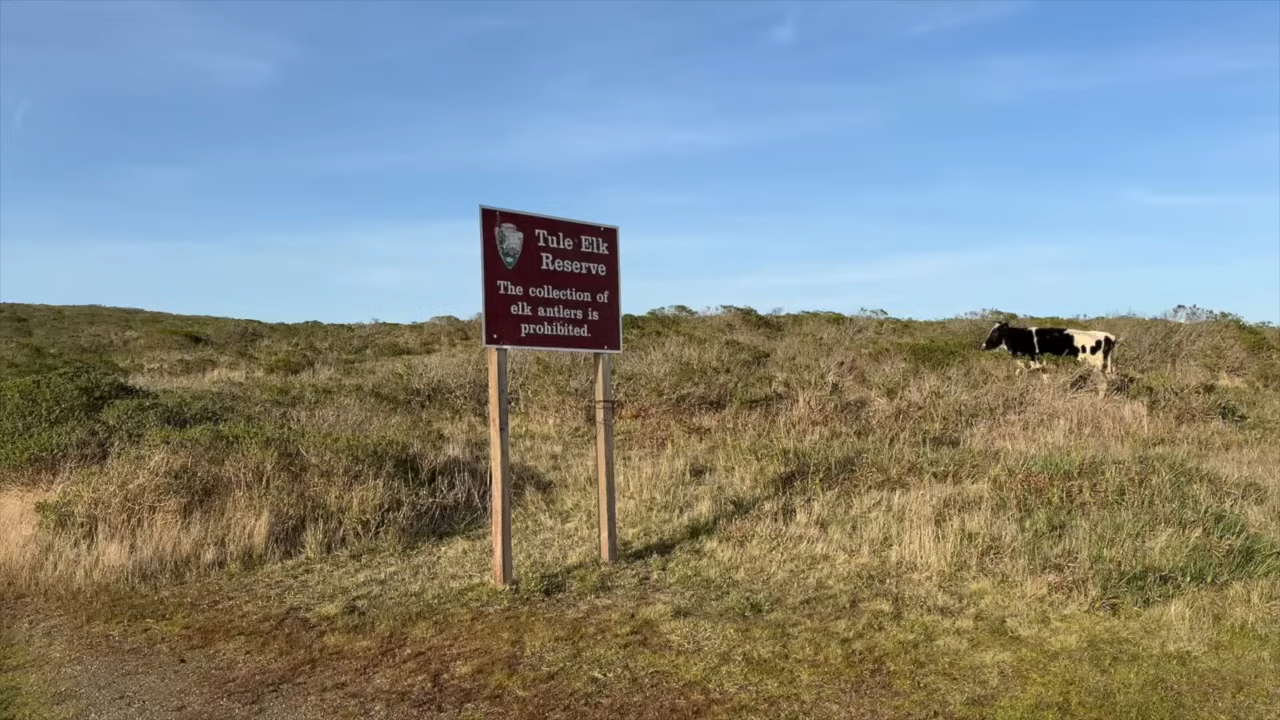 Tule Elk
Reserve
The collection of
elk antlers is
prohibited.